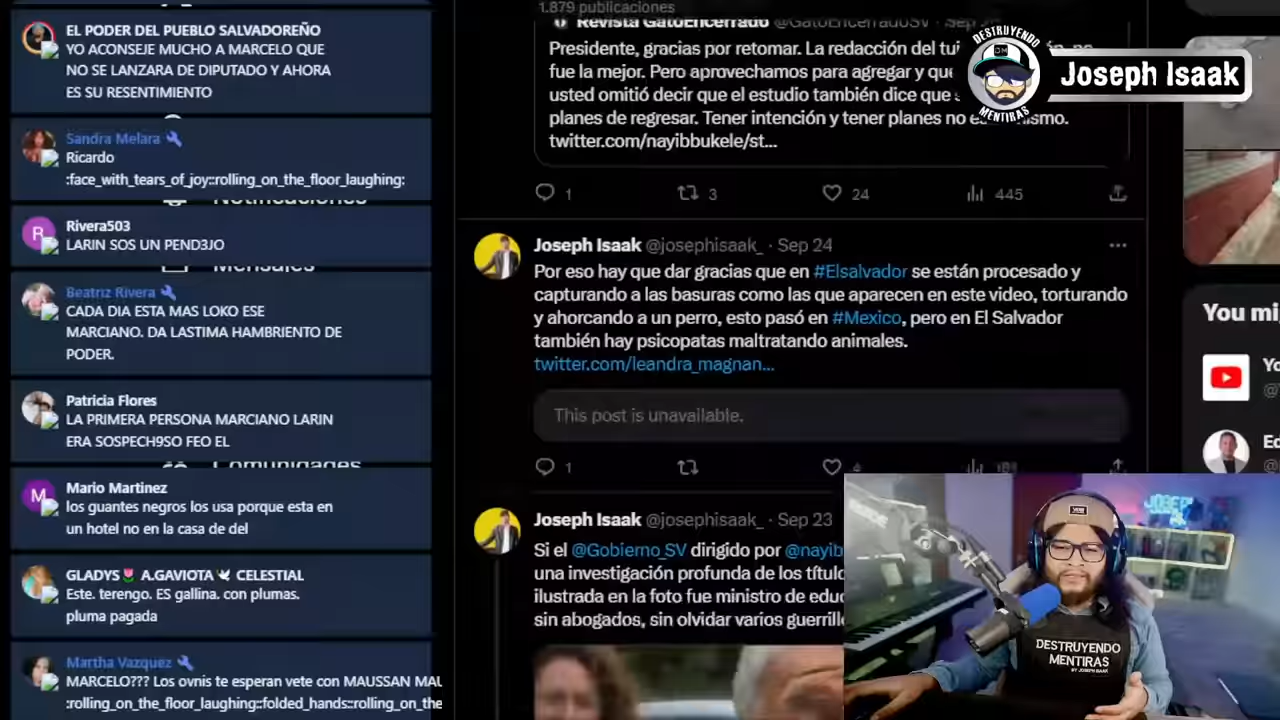 EL PODER DEL PUEBLO SALVADOREÑO
YO ACONSEJE MUCHO A MARCELO QUE
NO SE LANZARA DE DIPUTADO Y AHORA
ES SU RESENTIMIENTO
Sandra Melara
Ricardo
:face_with_tears_of_joy::rolling_on_the_floor_laughing:
Notificaciones
Rivera503
LARIN SOS UN PEND3JO
Mensajes
Beatriz Rivera
CADA DIA ESTA MAS LOKO ESE
MARCIANO. DA LASTIMA HAMBRIENTO DE
PODER.
Patricia Flores
LA PRIMERA PERSONA MARCIANO LARIN
ERA SOSPECH9SO FEO EL
Comunidades
Mario Martinez
los guantes negros los usa porque esta en
un hotel no en la casa de del
GLADYS🌷 A.GAVIOTA🕊 CELESTIAL
Este. terengo. ES gallina. con plumas.
pluma pagada
Martha Vazquez
MARCELO??? Los ovnis te esperan vete con MAUSSAN MAU
:rolling_on_the_floor_laughing::folded_hands::rolling_on_the
1.879 publicaciones
Revista GatoEncerrado @GatoEncerradoSV · Sep
Presidente, gracias por retomar. La redacción del tui
fue la mejor. Pero aprovechamos para agregar y que
usted omitió decir que el estudio también dice que
planes de regresar. Tener intención y tener planes no
twitter.com/nayibbukele/st...
1 3 24 445
Joseph Isaak @josephisaak_ · Sep 24
Por eso hay que dar gracias que en #Elsalvador se están procesado y
capturando a las basuras como las que aparecen en este video, torturando
y ahorcando a un perro, esto pasó en #Mexico, pero en El Salvador
también hay psicopatas maltratando animales.
twitter.com/leandra_magnan...
This post is unavailable.
1 4
Joseph Isaak @josephisaak_ · Sep 23
Si el @Gobierno_SV dirigido por @nayib
una investigación profunda de los título
ilustrada en la foto fue ministro de edu
sin abogados, sin olvidar varios guerrill
DESTRUYENDO
DM
MENTIRAS
Joseph Isaak
You mi
Yo
Ed
JOSEP
DESTRUYENDO
MENTIRAS
BY JOSEPH ISAAK